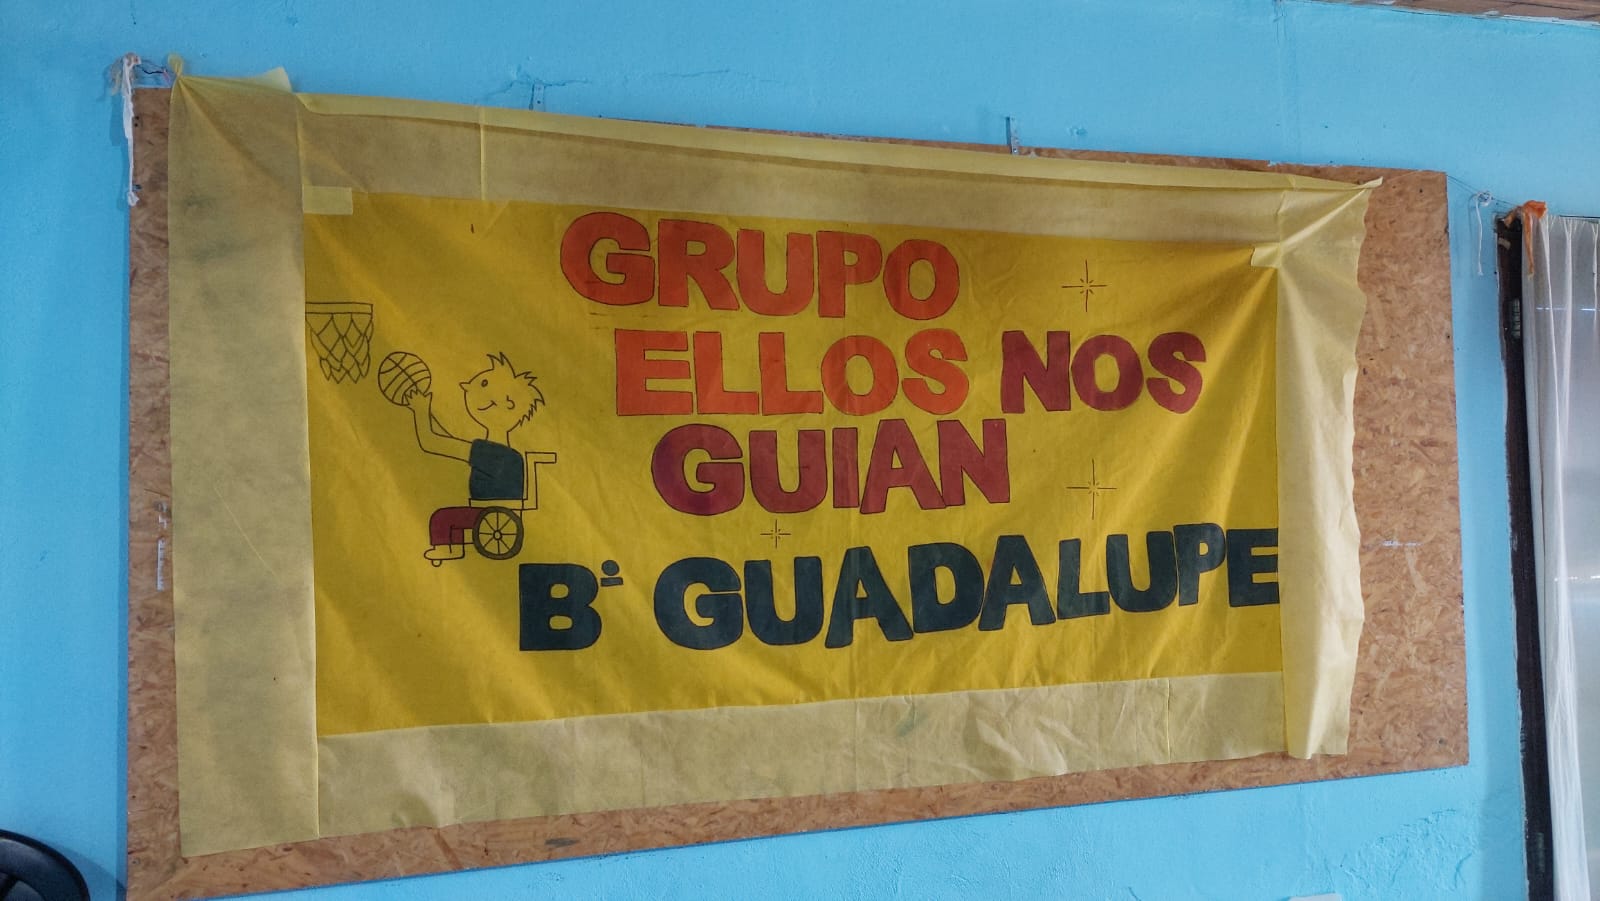 GRUPO
ELLOS NOS
GUIAN
Bº GUADALUPE